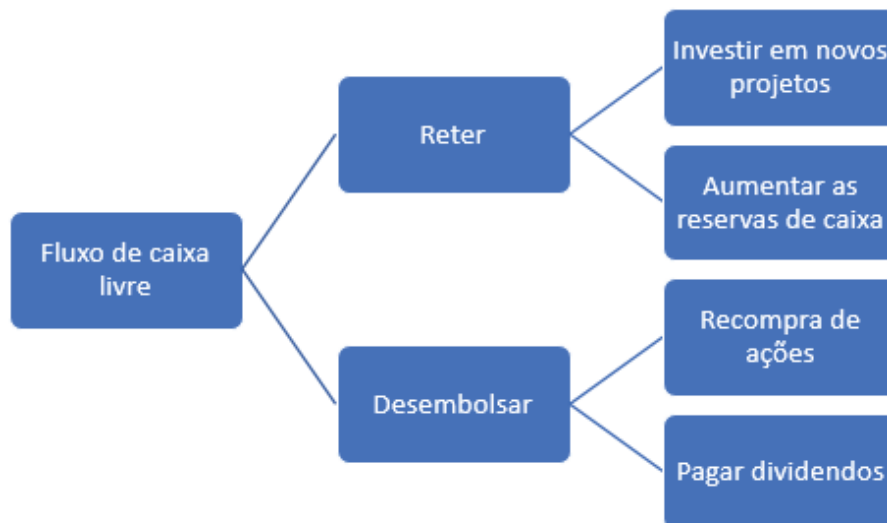 Fluxo de caixa
livre
Reter
Desembolsar
Investir em novos
projetos
Aumentar as
reservas de caixa
Recompra de
ações
Pagar dividendos